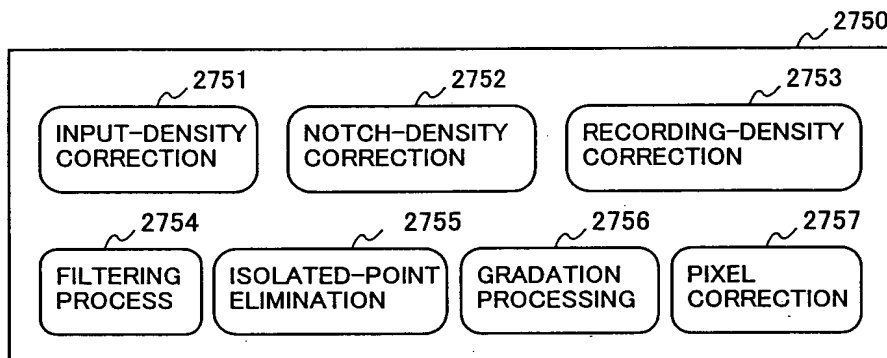 2750
2751
INPUT-DENSITY
CORRECTION
2752
NOTCH-DENSITY
CORRECTION
2753
RECORDING-DENSITY
CORRECTION
2754
FILTERING
PROCESS
2755
ISOLATED-POINT
ELIMINATION
2756
GRADATION
PROCESSING
2757
PIXEL
CORRECTION